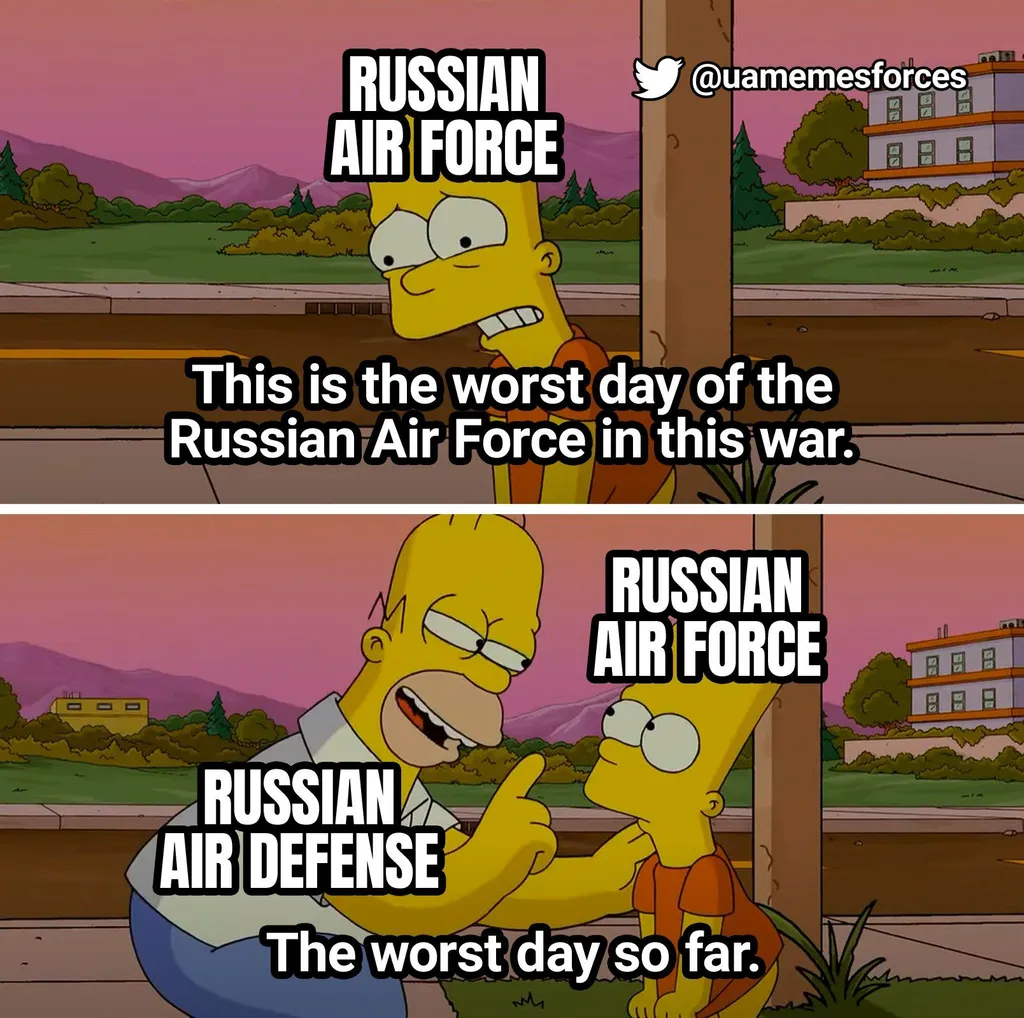 RUSSIAN
AIR FORCE
@uamemesforces
This is the worst day of the
Russian Air Force in this war.
RUSSIAN
AIR FORCE
RUSSIAN
AIR DEFENSE
The worst day so far.